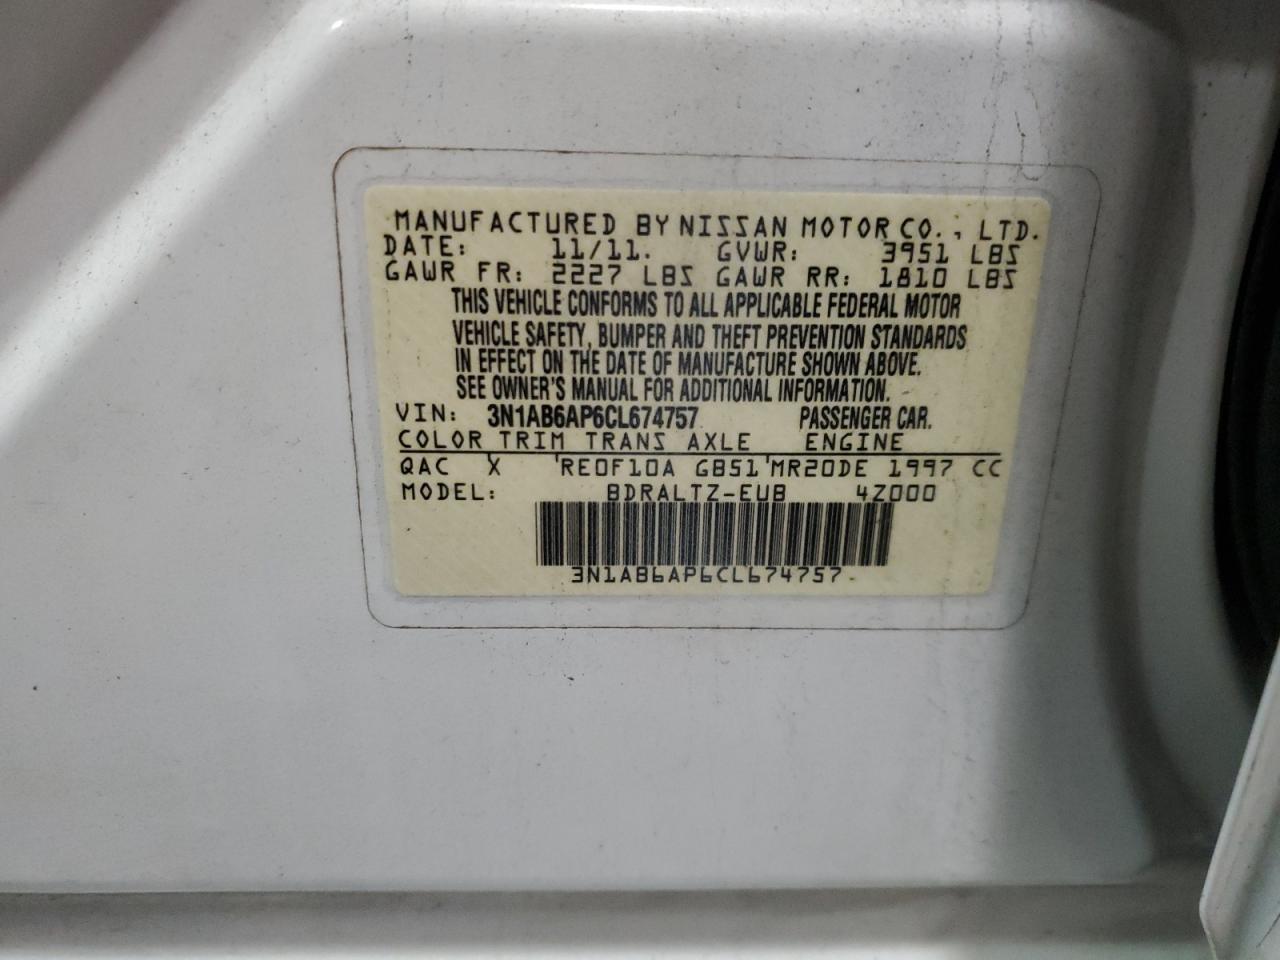 MANUFACTURED BY NISSAN MOTOR CO., LTD.
DATE: 11/11. GVWR: 3951 LBS
GAWR FR: 2227 LBS GAWR RR: 1810 LBS
THIS VEHICLE CONFORMS TO ALL APPLICABLE FEDERAL MOTOR
VEHICLE SAFETY, BUMPER AND THEFT PREVENTION STANDARDS
IN EFFECT ON THE DATE OF MANUFACTURE SHOWN ABOVE.
SEE OWNER'S MANUAL FOR ADDITIONAL INFORMATION.
VIN: 3N1AB6AP6CL674757 PASSENGER CAR.
COLOR TRIM TRANS AXLE ENGINE
QAC X 'RE0F10A GB51'MR20DE 1997 CC
MODEL: BDRALTZ-EUB 4Z000
3N1AB6AP6CL674757